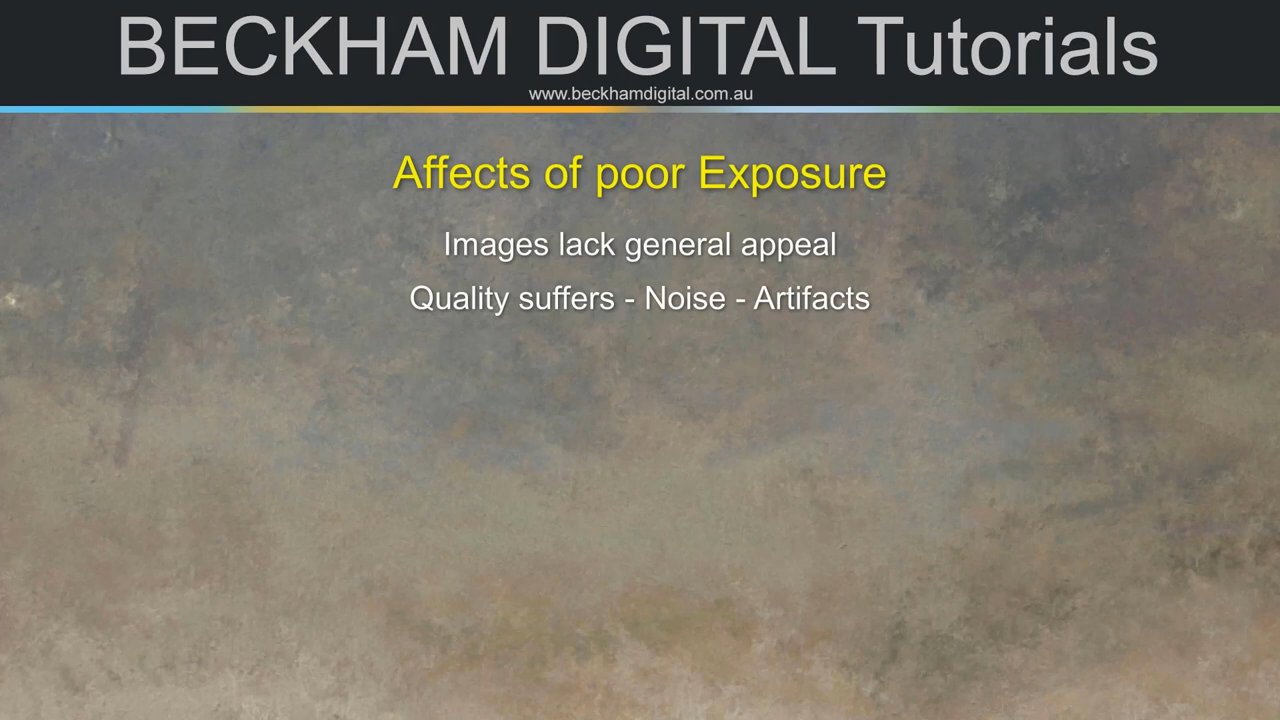 BECKHAM DIGITAL Tutorials
www.beckhamdigital.com.au
Affects of poor Exposure
Images lack general appeal
Quality suffers - Noise - Artifacts